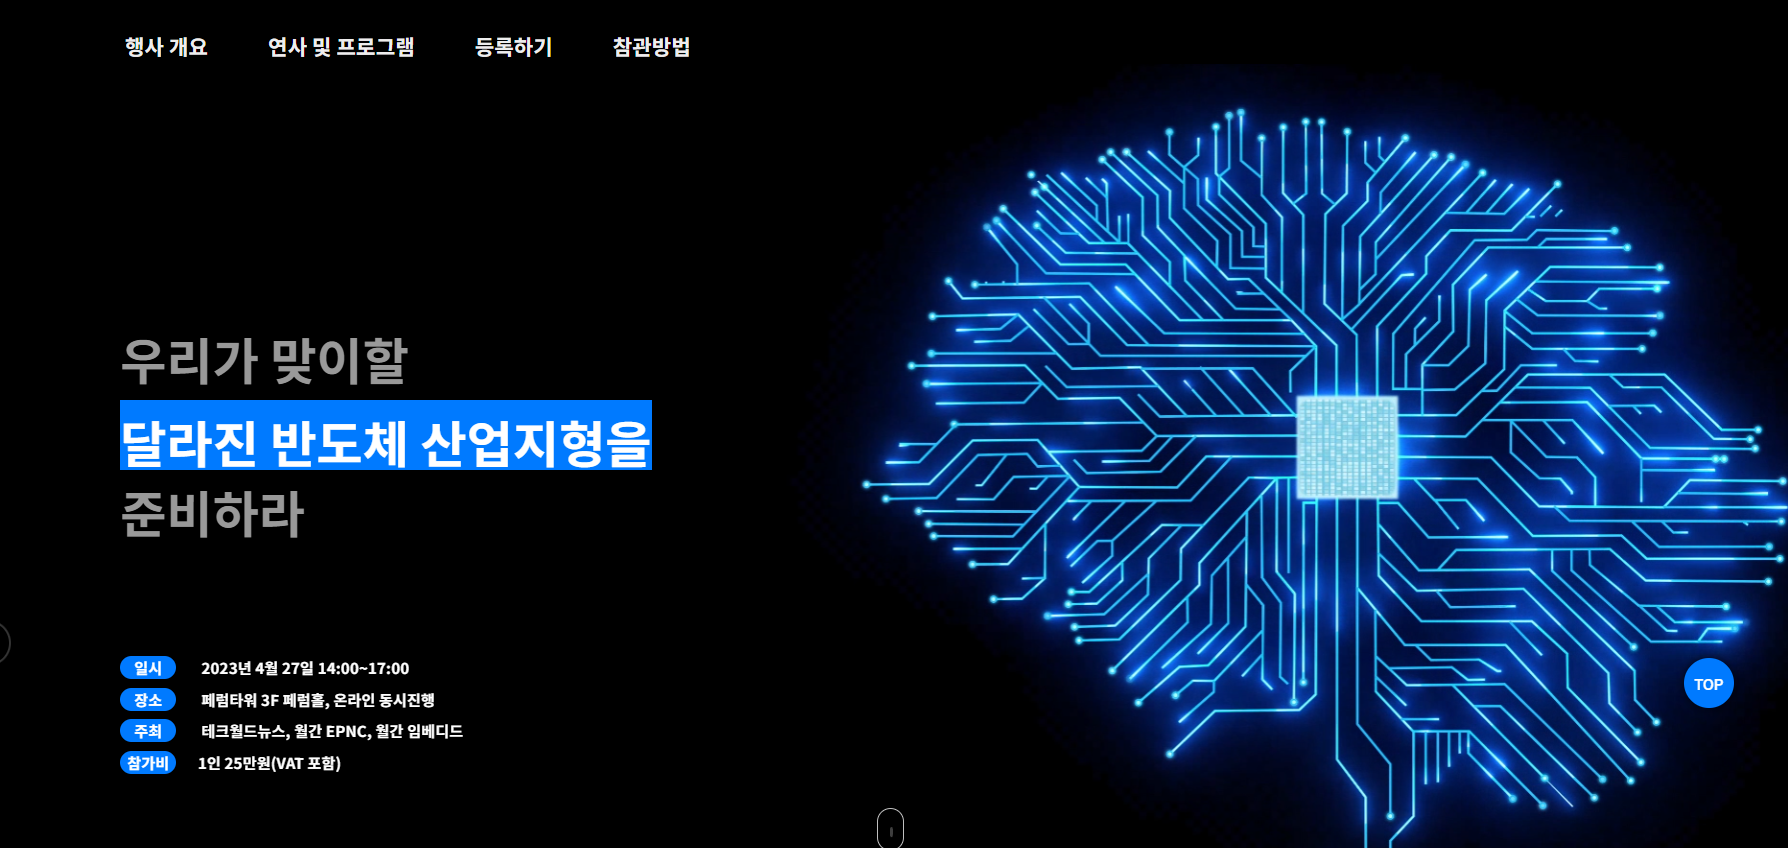 행사 개요 연사 및 프로그램 등록하기 참관방법
우리가 맞이할
달라진 반도체 산업지형을
준비하라
일시 2023년 4월 27일 14:00~17:00
장소 페럼타워 3F 페럼홀, 온라인 동시진행
주최 테크월드뉴스, 월간 EPNC, 월간 임베디드
참가비 1인 25만원(VAT 포함)
TOP